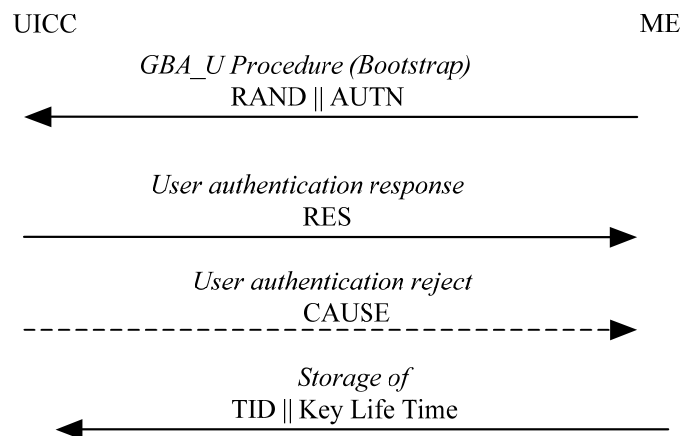 UICC
ME
GBA_U Procedure (Bootstrap)
RAND || AUTN
User authentication response
RES
User authentication reject
CAUSE
Storage of
TID || Key Life Time